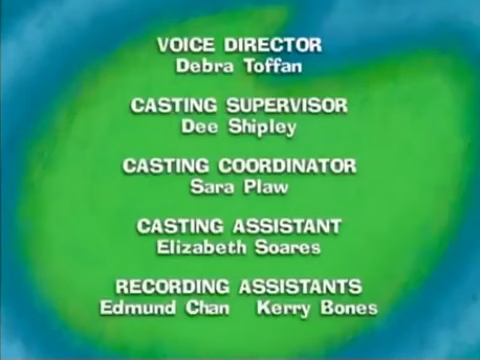 VOICE DIRECTOR
Debra Toffan
CASTING SUPERVISOR
Dee Shipley
CASTING COORDINATOR
Sara Plaw
CASTING ASSISTANT
Elizabeth Soares
RECORDING ASSISTANTS
Edmund Chan Kerry Bones